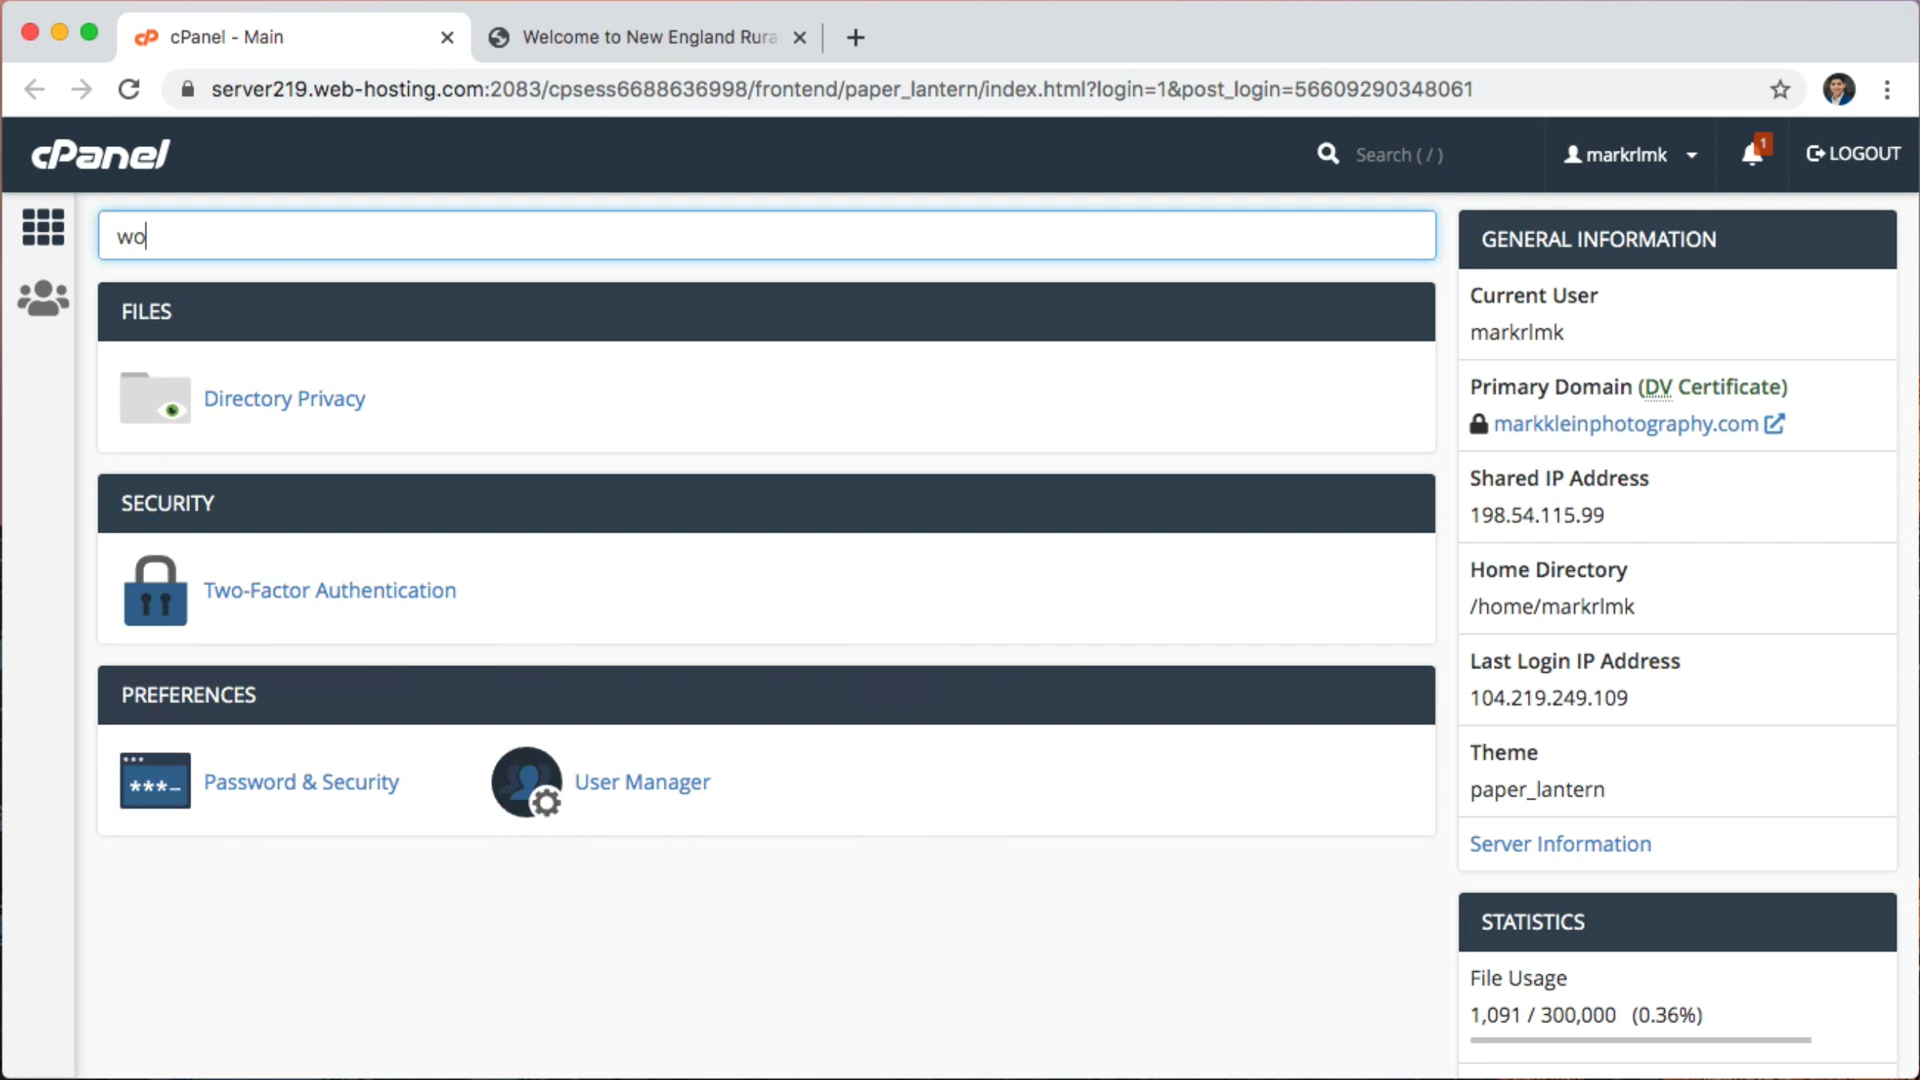 cPanel - Main
Welcome to New England Rura
server219.web-hosting.com:2083/cpsess6688636998/frontend/paper_lantern/index.html?login=1&post_login=56609290348061
cPanel
Search ( / )
markrlmk
1
LOGOUT
wo
FILES
Directory Privacy
SECURITY
Two-Factor Authentication
PREFERENCES
***_
Password & Security
User Manager
GENERAL INFORMATION
Current User
markrlmk
Primary Domain (DV Certificate)
markkleinphotography.com
Shared IP Address
198.54.115.99
Home Directory
/home/markrlmk
Last Login IP Address
104.219.249.109
Theme
paper_lantern
Server Information
STATISTICS
File Usage
1,091 / 300,000 (0.36%)